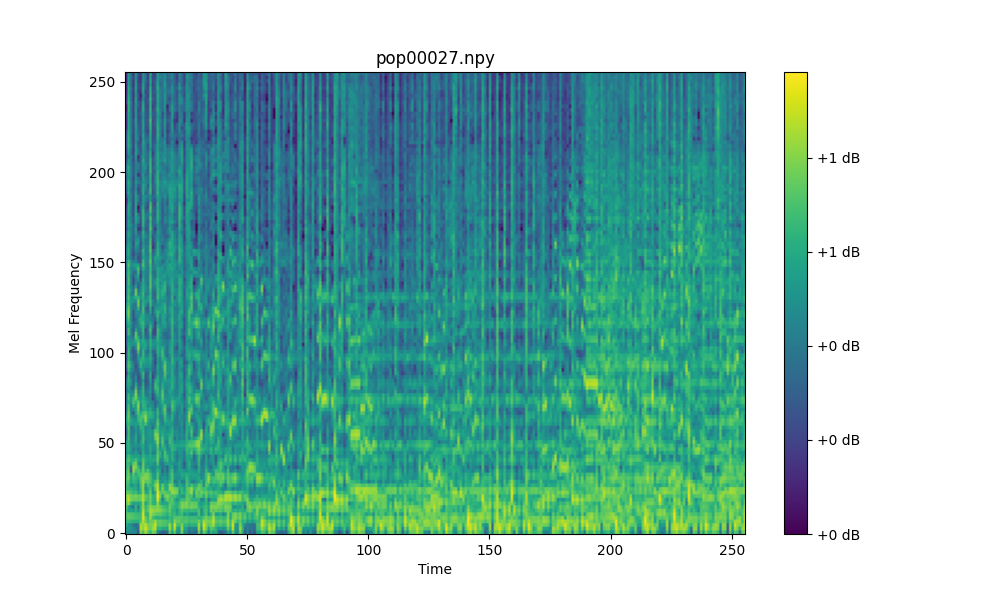 pop00027.npy
250
200
150
100
50
0
Mel Frequency
0 50 100 150 200 250
Time
+1 dB
+1 dB
+0 dB
+0 dB
+0 dB